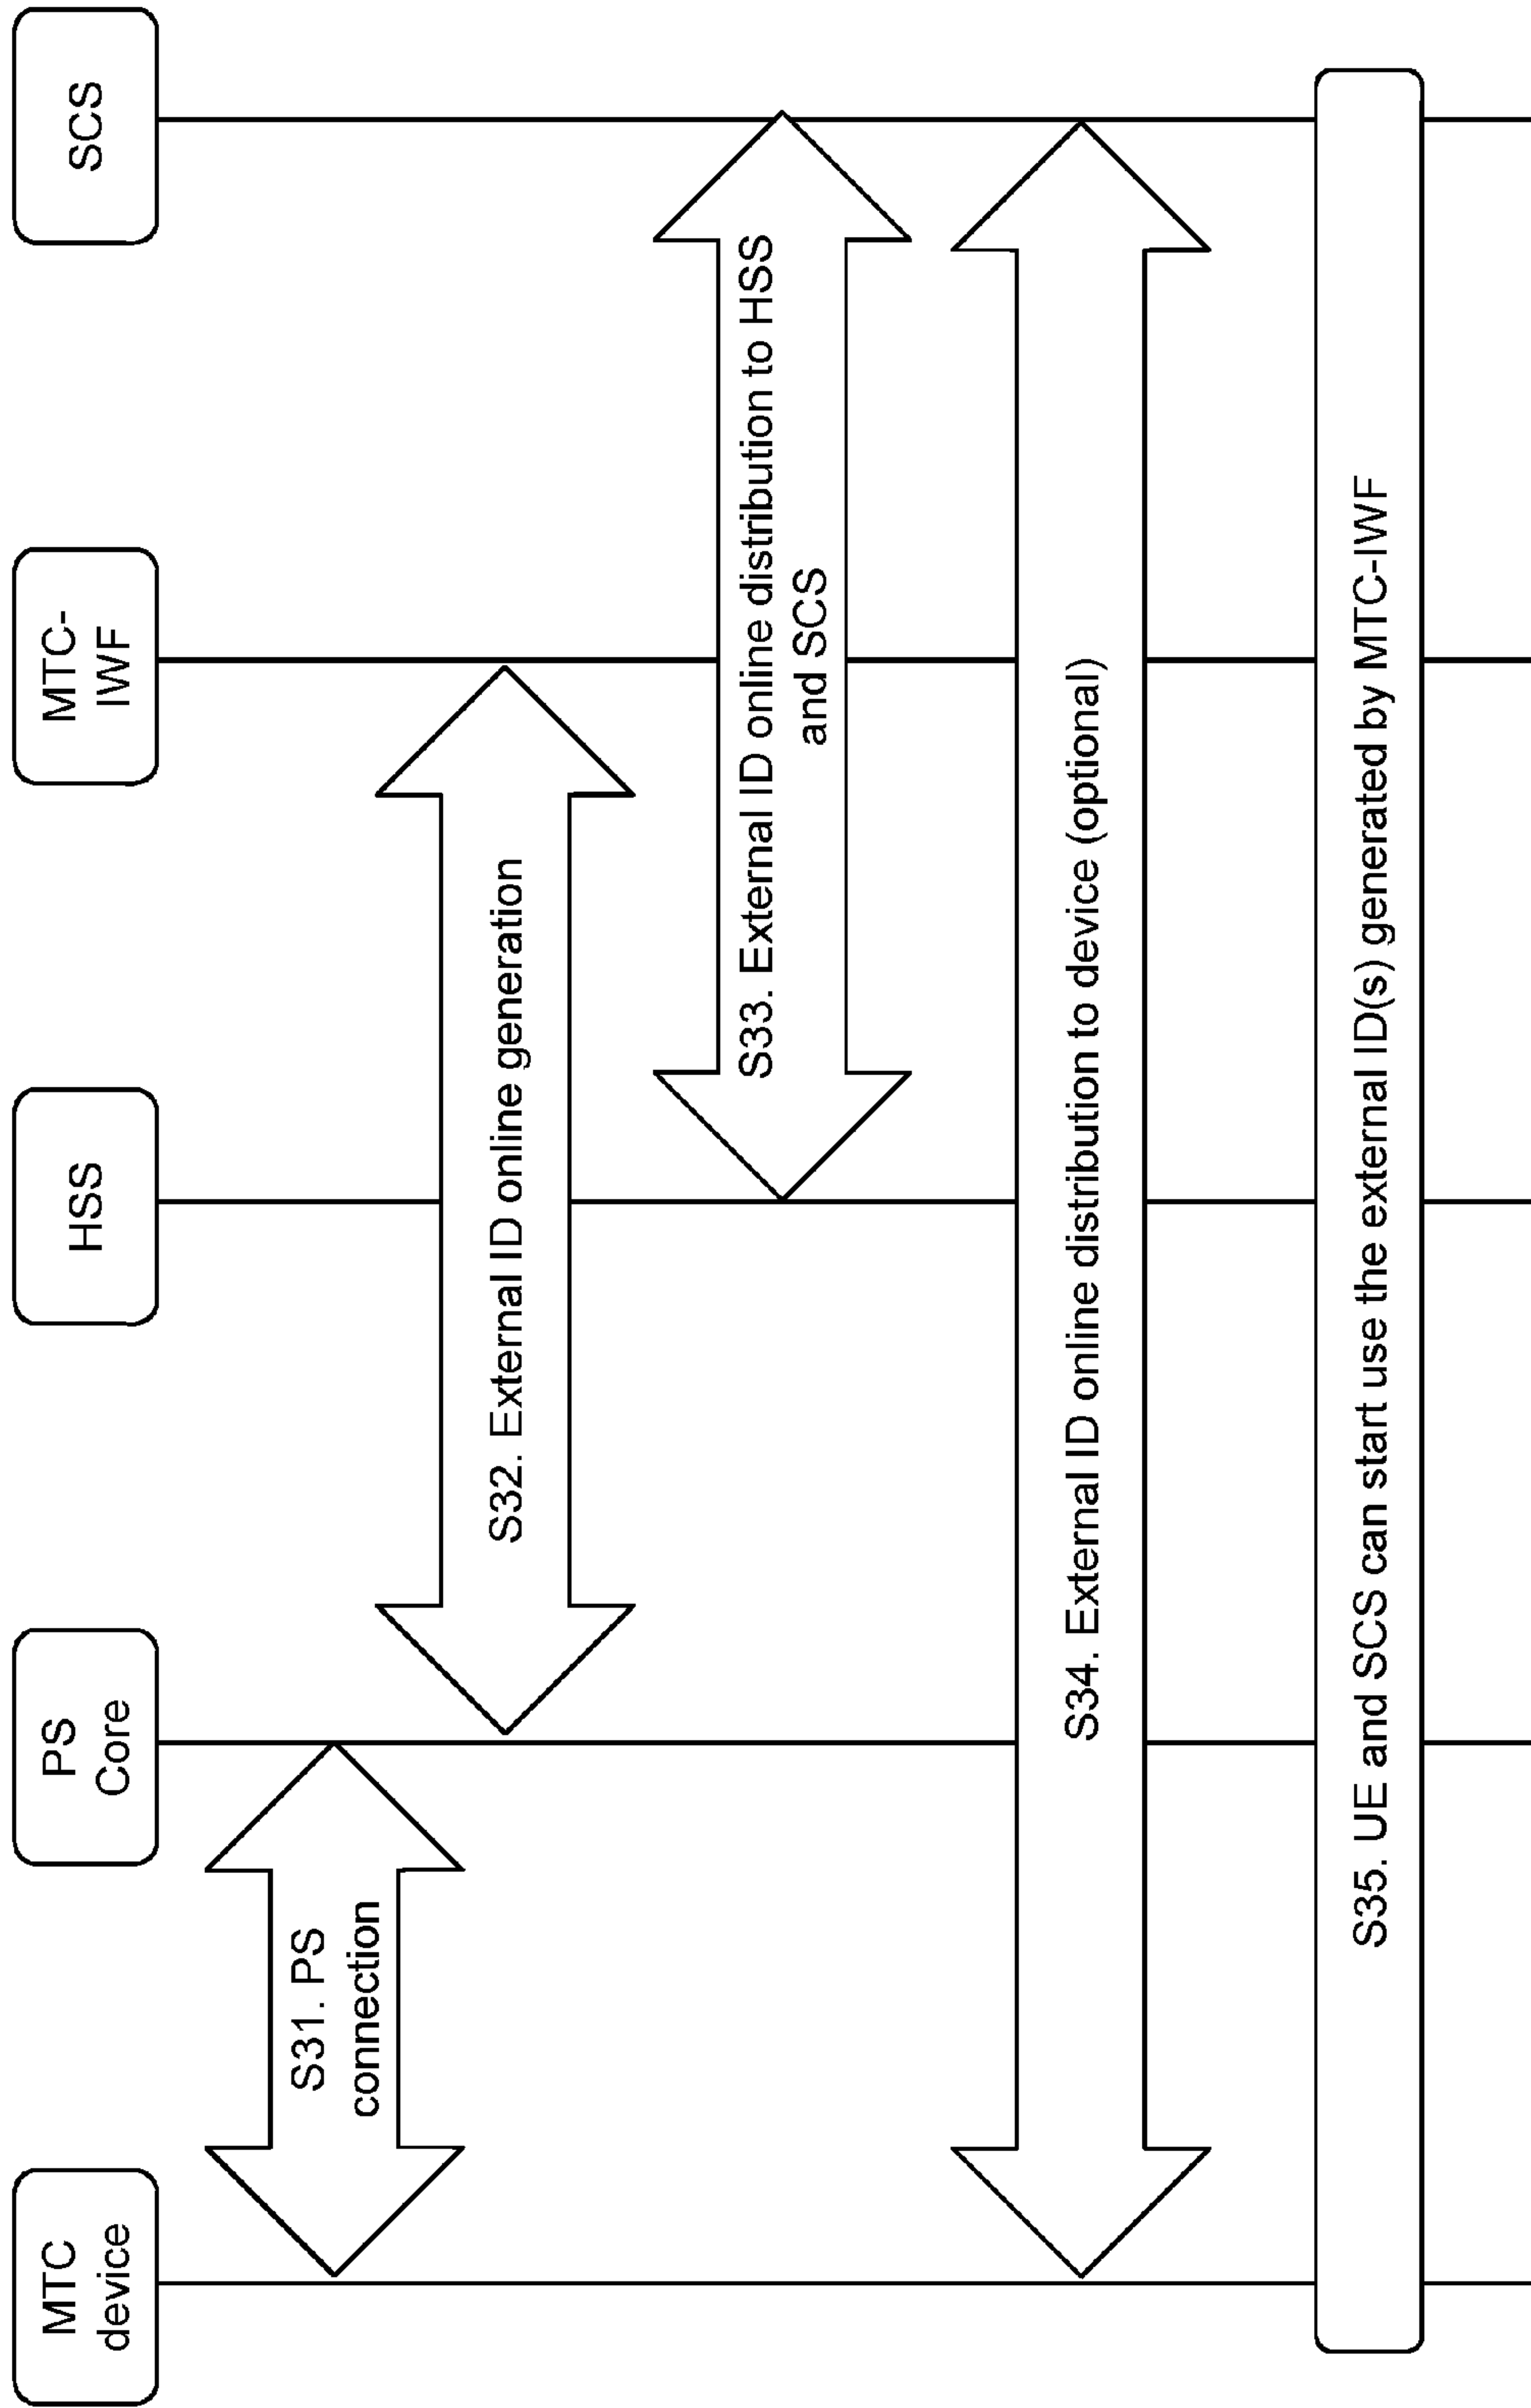 MTC
device
PS
Core
HSS
MTC-
IWF
SCS
S31. PS
connection
S32. External ID online generation
S33. External ID online distribution to HSS
and SCS
S34. External ID online distribution to device (optional)
S35. UE and SCS can start use the external ID(s) generated by MTC-IWF